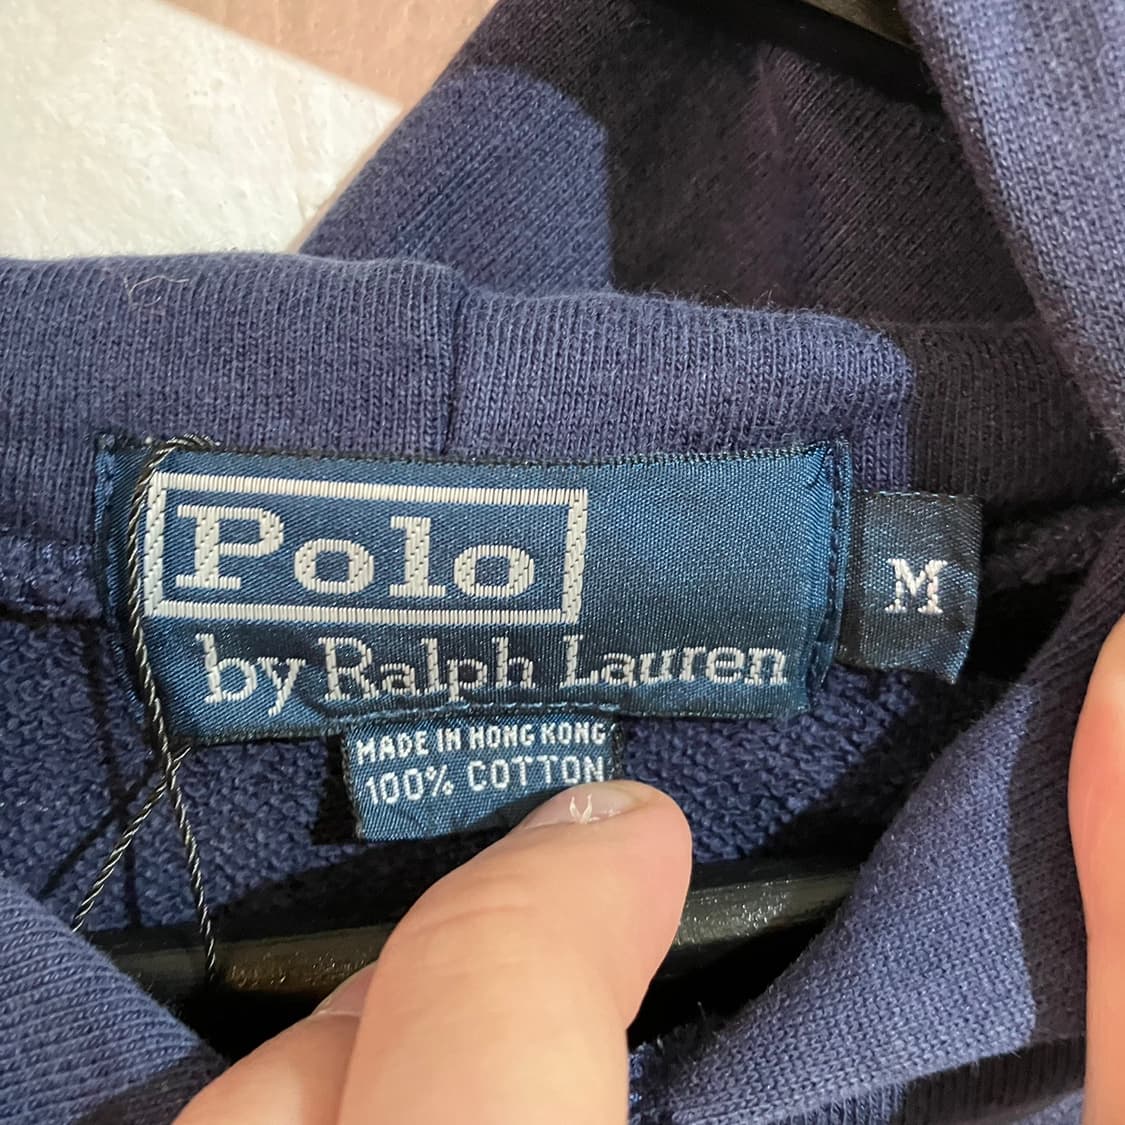 Polo
by Ralph Lauren
M
MADE IN HONG KONG
100% COTTON